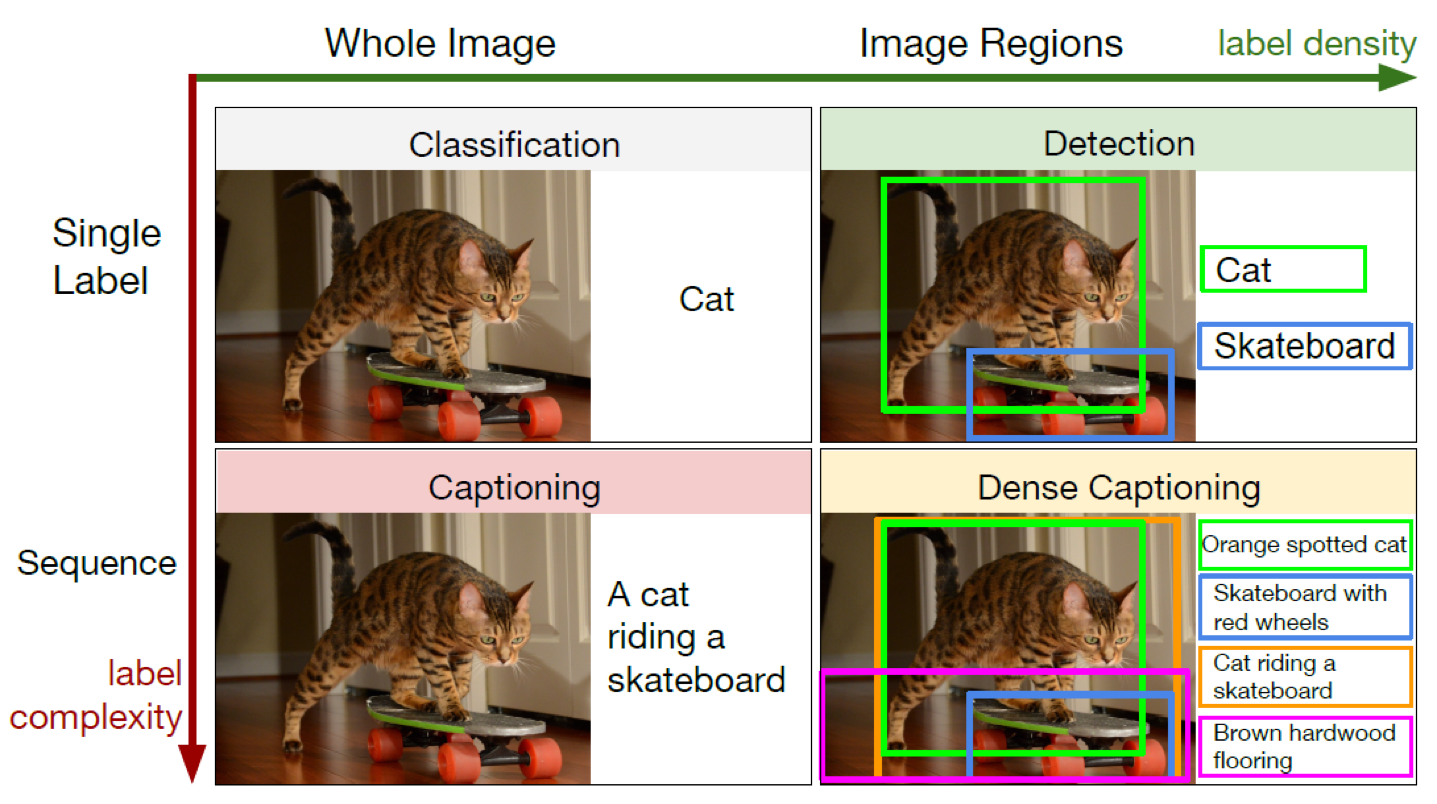 Whole Image
Image Regions
label density
Single
Label
Classification
Cat
Detection
Cat
Skateboard
Sequence
label
complexity
Captioning
A cat
riding a
skateboard
Dense Captioning
Orange spotted cat
Skateboard with
red wheels
Cat riding a
skateboard
Brown hardwood
flooring